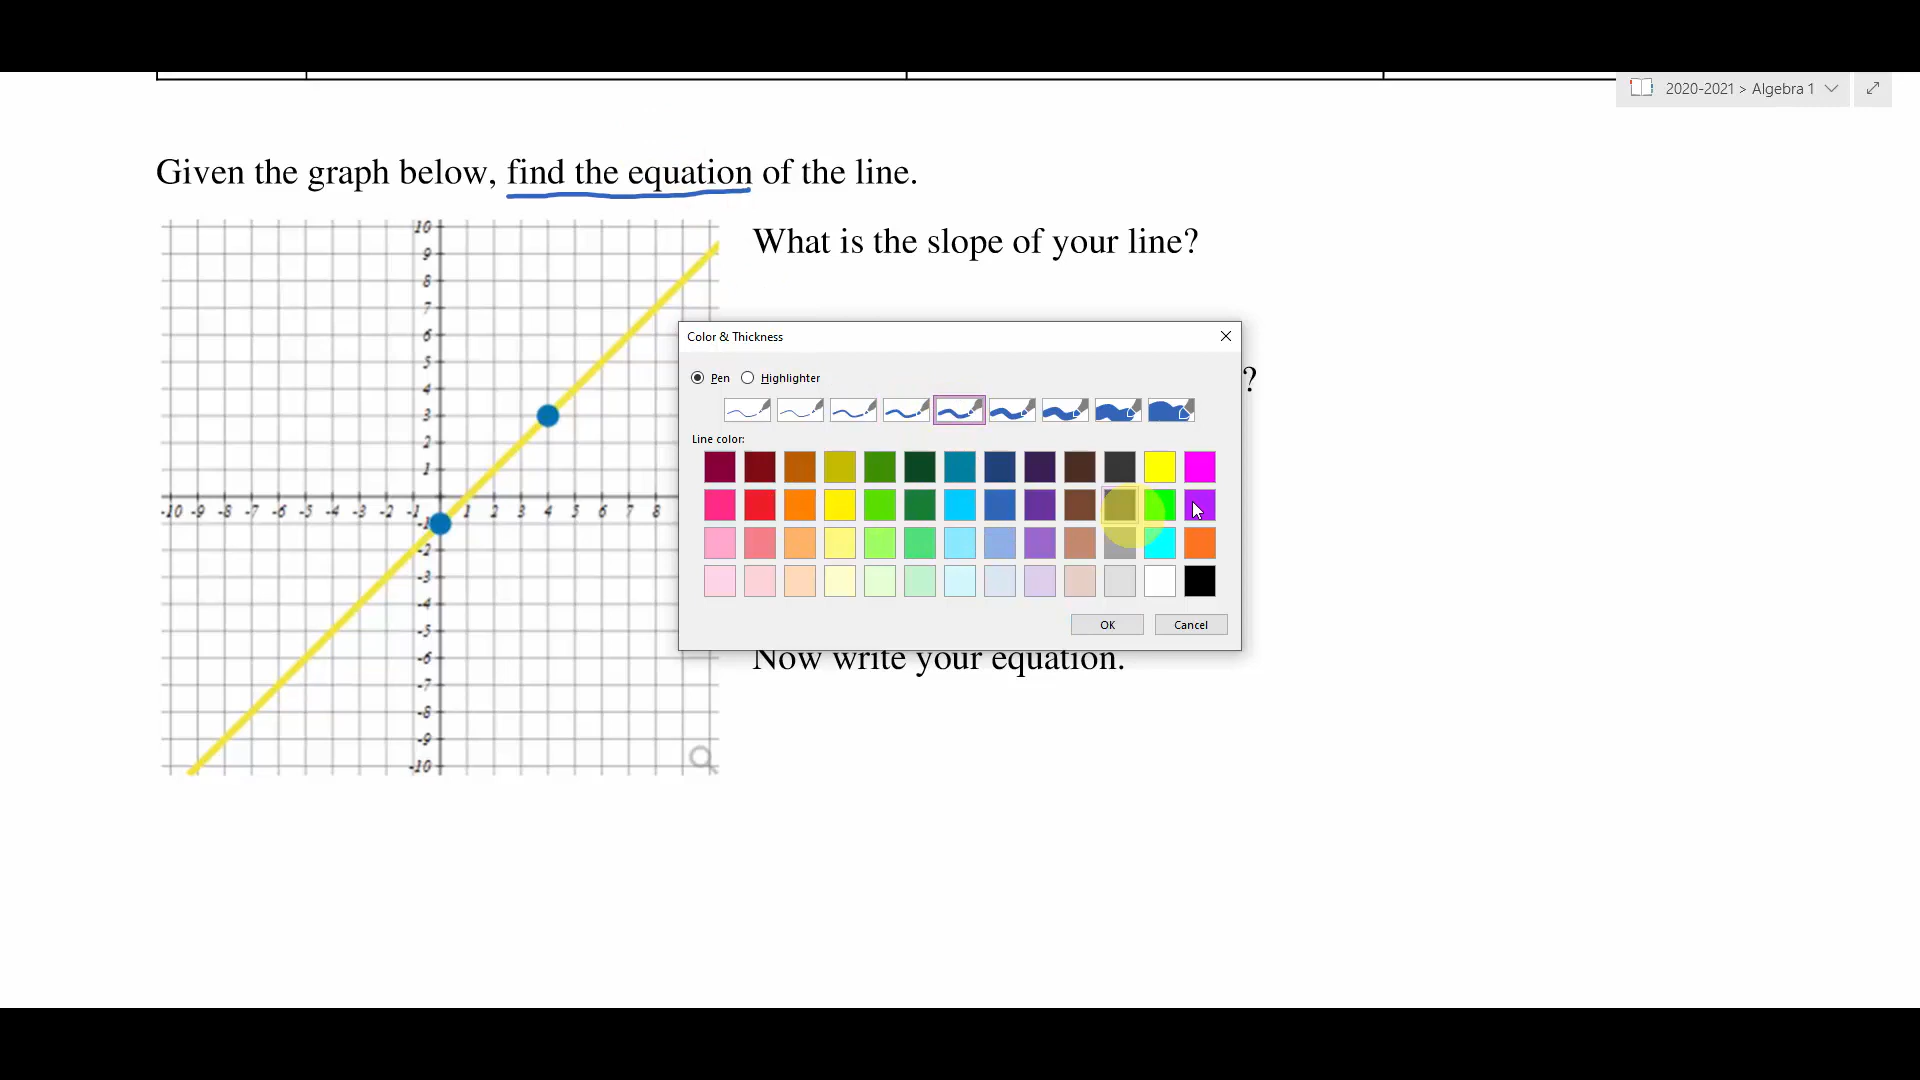 2020-2021 > Algebra 1
Given the graph below, find the equation of the line.
What is the slope of your line?
10
9
8
7
6
5
4
3
2
1
-10 -9 -8 -7 -6 -5 -4 -3 -2 -1 1 2 3 4 5 6 7 8
-1
-2
-3
-4
-5
-6
-7
-8
-9
-10
?
Color & Thickness
Pen Highlighter
Line color:
OK Cancel
Now write your equation.